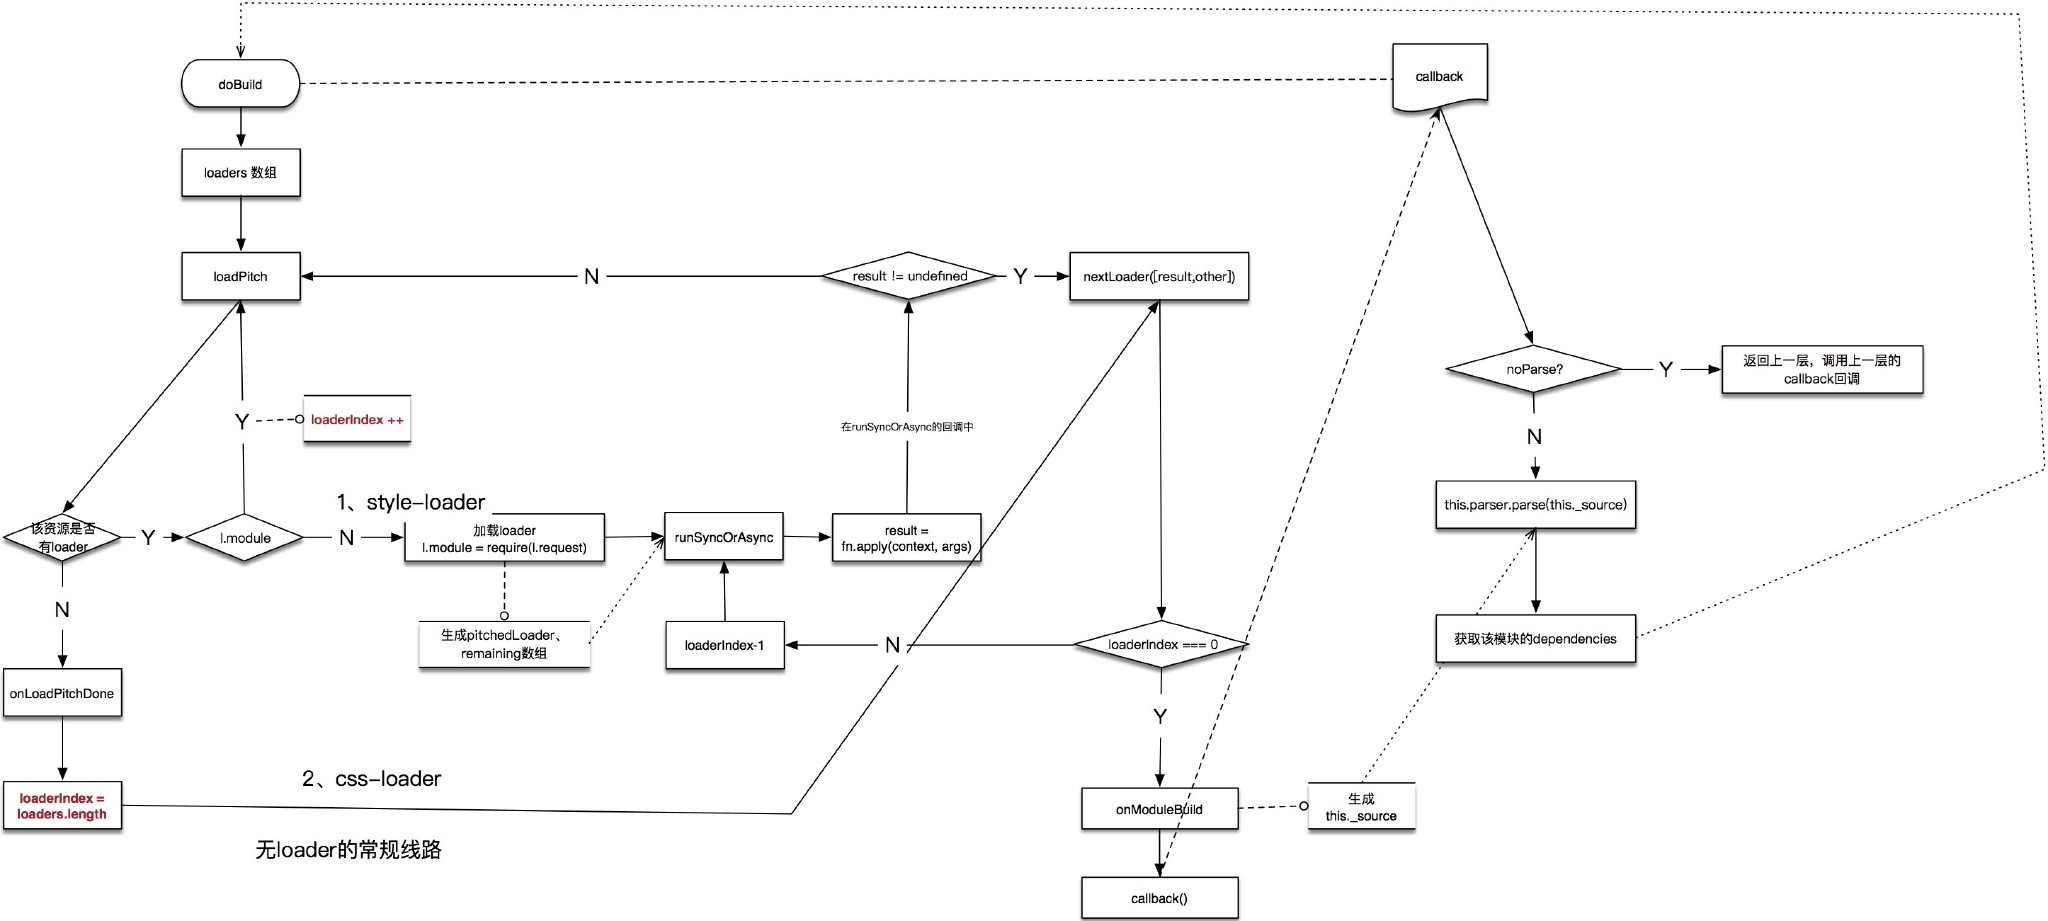 doBuild
callback
loaders 数组
loadPitch
N
result != undefined
Y
nextLoader([result,other])
noParse?
Y
返回上一层，调用上一层的
callback回调
Y
loaderIndex ++
在runSyncOrAsync的回调中
N
1、style-loader
this.parser.parse(this._source)
该资源是否
有loader
Y
l.module
N
加载loader
l.module = require(l.request)
runSyncOrAsync
result =
fn.apply(context, args)
N
生成pitchedLoader、
remaining数组
loaderIndex-1
N
loaderIndex === 0
获取该模块的dependencies
onLoadPitchDone
Y
2、css-loader
loaderIndex =
loaders.length
onModuleBuild
生成
this._source
无loader的常规线路
callback()